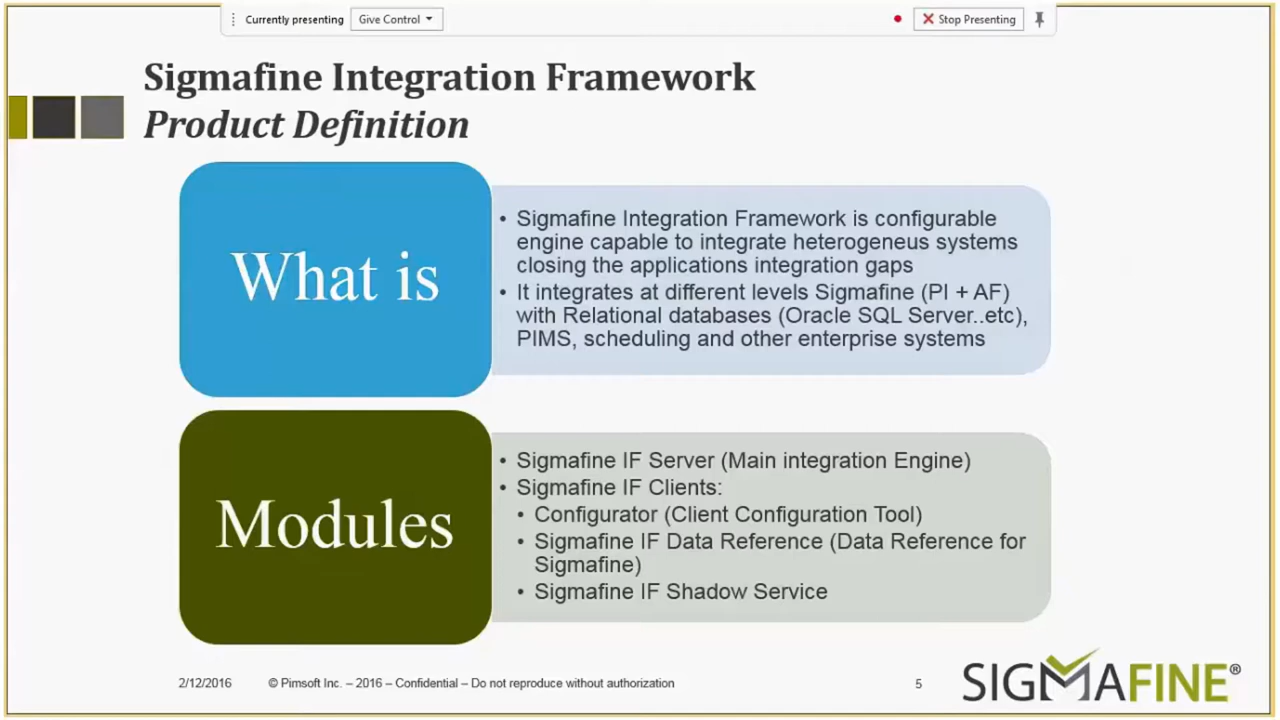 Currently presenting Give Control Stop Presenting
Sigmafine Integration Framework
Product Definition
What is
• Sigmafine Integration Framework is configurable
engine capable to integrate heterogeneus systems
closing the applications integration gaps
• It integrates at different levels Sigmafine (PI + AF)
with Relational databases (Oracle SQL Server..etc),
PIMS, scheduling and other enterprise systems
Modules
• Sigmafine IF Server (Main integration Engine)
• Sigmafine IF Clients:
• Configurator (Client Configuration Tool)
• Sigmafine IF Data Reference (Data Reference for
Sigmafine)
• Sigmafine IF Shadow Service
2/12/2016 © Pimsoft Inc. – 2016 – Confidential – Do not reproduce without authorization 5
SIGMAFINE®